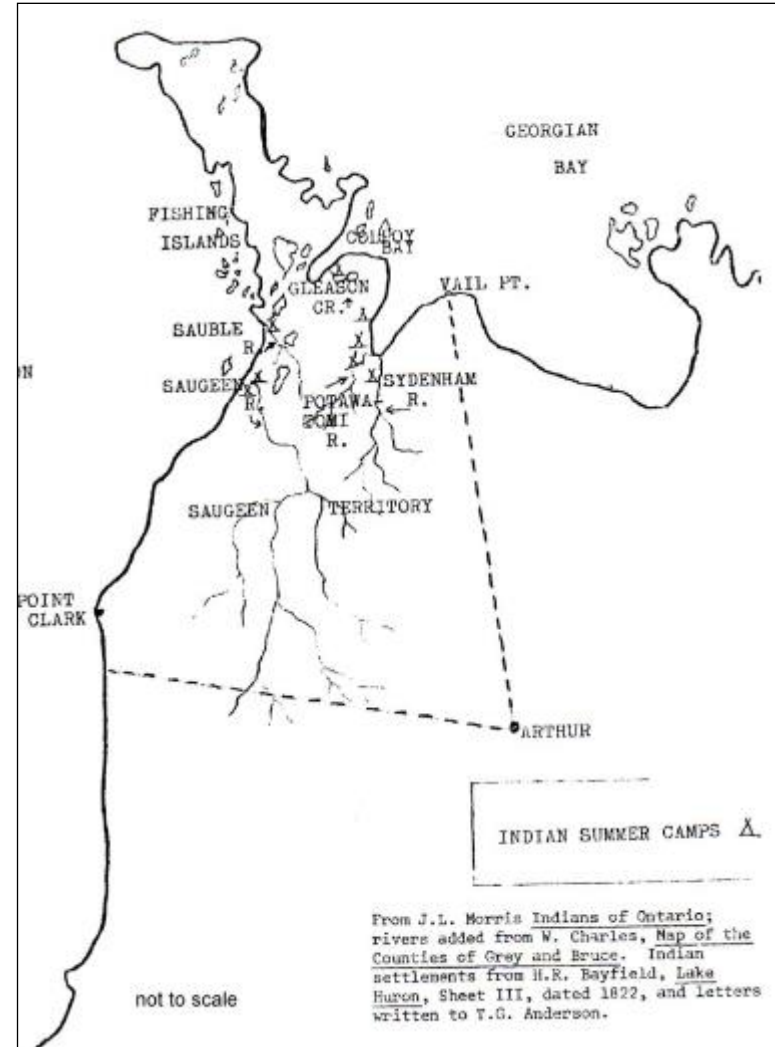 GEORGIAN
BAY
FISHING
ISLANDS
COLPOY
BAY
GLEASON
CR.
VAIL PT.
SAUBLE
R.
N
SAUGEEN
R.
POTAWA-
TOMI
R.
SYDENHAM
R.
SAUGEEN TERRITORY
POINT
CLARK
ARTHUR
INDIAN SUMMER CAMPS
From J.L. Morris Indians of Ontario;
rivers added from W. Charles, Map of the
Counties of Grey and Bruce. Indian
settlements from H.R. Bayfield, Lake
Huron, Sheet III, dated 1822, and letters
written to T.G. Anderson.
not to scale